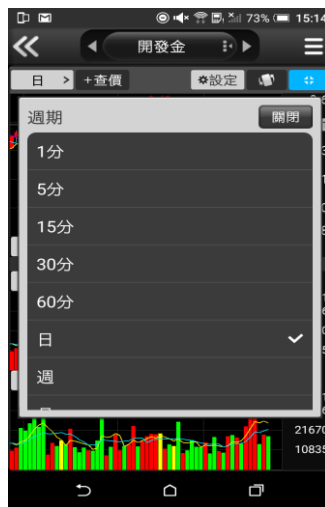 73% 15:14
開發金
日 > +查價 設定
週期 關閉
1分
5分
15分
30分
60分
日
週
21670
10835